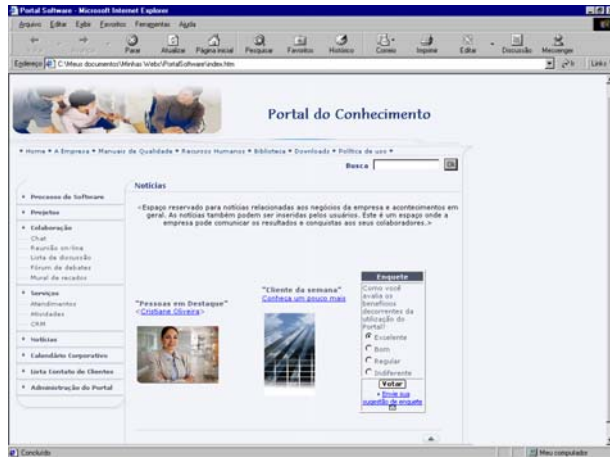 Portal Software - Microsoft Internet Explorer
Arquivo Editar Exibir Favoritos Ferramentas Ajuda
Parar Atualizar Página inicial Pesquisar Favoritos Histórico Correio Imprimir Editar Discussão Messenger
Endereço C:\Meus documentos\Minhas Webs\PortalSoftware\index.htm Ir Links
Portal do Conhecimento
Home • A Empresa • Manuais de Qualidade • Recursos Humanos • Biblioteca • Downloads • Política de uso •
Busca Ok
Notícias
<Espaço reservado para notícias relacionadas aos negócios da empresa e acontecimentos em
geral. As notícias também podem ser inseridas pelos usuários. Este é um espaço onde a
empresa pode comunicar os resultados e conquistas aos seus colaboradores.>
Processo de Software
Projetos
Colaboração
Chat
Reunião on-line
Lista de discussão
Fórum de debates
Mural de recados
Serviços
Atendimentos
Atividades
CRM
Notícias
Calendário Corporativo
Lista Contato de Clientes
Administração do Portal
"Pessoas em Destaque"
<Cristiane Oliveira>
"Cliente da semana"
Conheça um pouco mais
Enquete
Como você
avalia os
benefícios
decorrentes da
utilização do
Portal?
Excelente
Bom
Regular
Indiferente
Votar
Envie sua
sugestão de enquete
Concluído
Meu computador